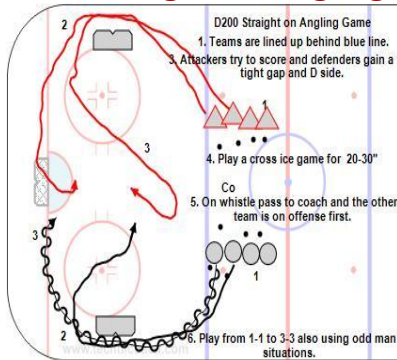 D200 Straight on Angling Game
1. Teams are lined up behind blue line.
3. Attackers try to score and defenders gain a
tight gap and D side.
2
1
3
4. Play a cross ice game for 20-30"
Co
5. On whistle pass to coach and the other
team is on offense first.
3
1
2
6. Play from 1-1 to 3-3 also using odd man
situations.